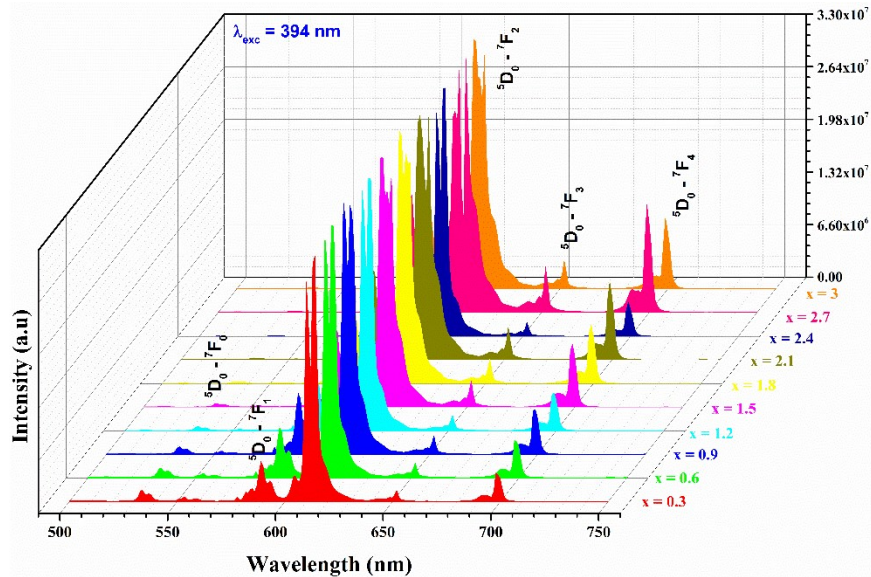 λexc = 394 nm
3.30x10⁷
2.64x10⁷
1.98x10⁷
1.32x10⁷
6.60x10⁶
0.00
⁵D₀ - ⁷F₂
⁵D₀ - ⁷F₃
⁵D₀ - ⁷F₄
⁵D₀ - ⁷F₀
⁵D₀ - ⁷F₁
x = 3
x = 2.7
x = 2.4
x = 2.1
x = 1.8
x = 1.5
x = 1.2
x = 0.9
x = 0.6
x = 0.3
Intensity (a.u)
500 550 600 650 700 750
Wavelength (nm)